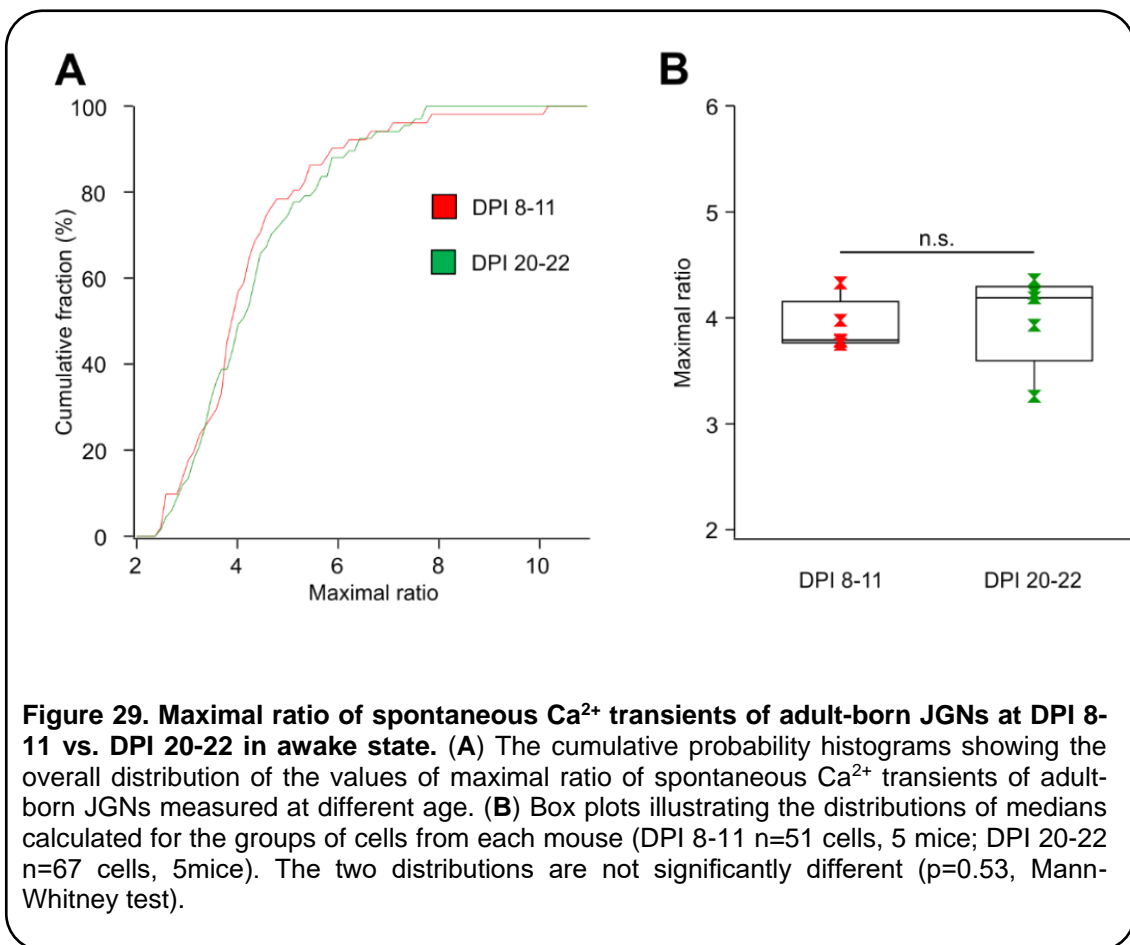 A
B
100
80
60
40
20
0
Cumulative fraction (%)
2
4
6
8
10
Maximal ratio
DPI 8-11
DPI 20-22
6
5
4
3
2
Maximal ratio
n.s.
DPI 8-11
DPI 20-22
Figure 29. Maximal ratio of spontaneous Ca²⁺ transients of adult-born JGNs at DPI 8-
11 vs. DPI 20-22 in awake state. (A) The cumulative probability histograms showing the
overall distribution of the values of maximal ratio of spontaneous Ca²⁺ transients of adult-
born JGNs measured at different age. (B) Box plots illustrating the distributions of medians
calculated for the groups of cells from each mouse (DPI 8-11 n=51 cells, 5 mice; DPI 20-22
n=67 cells, 5mice). The two distributions are not significantly different (p=0.53, Mann-
Whitney test).